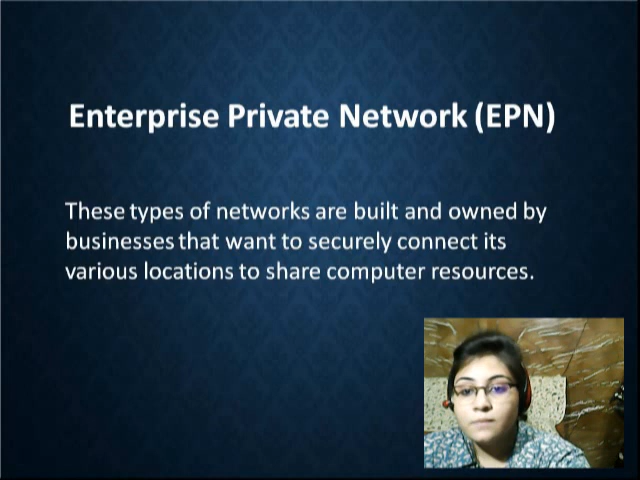 Enterprise Private Network (EPN)
These types of networks are built and owned by
businesses that want to securely connect its
various locations to share computer resources.